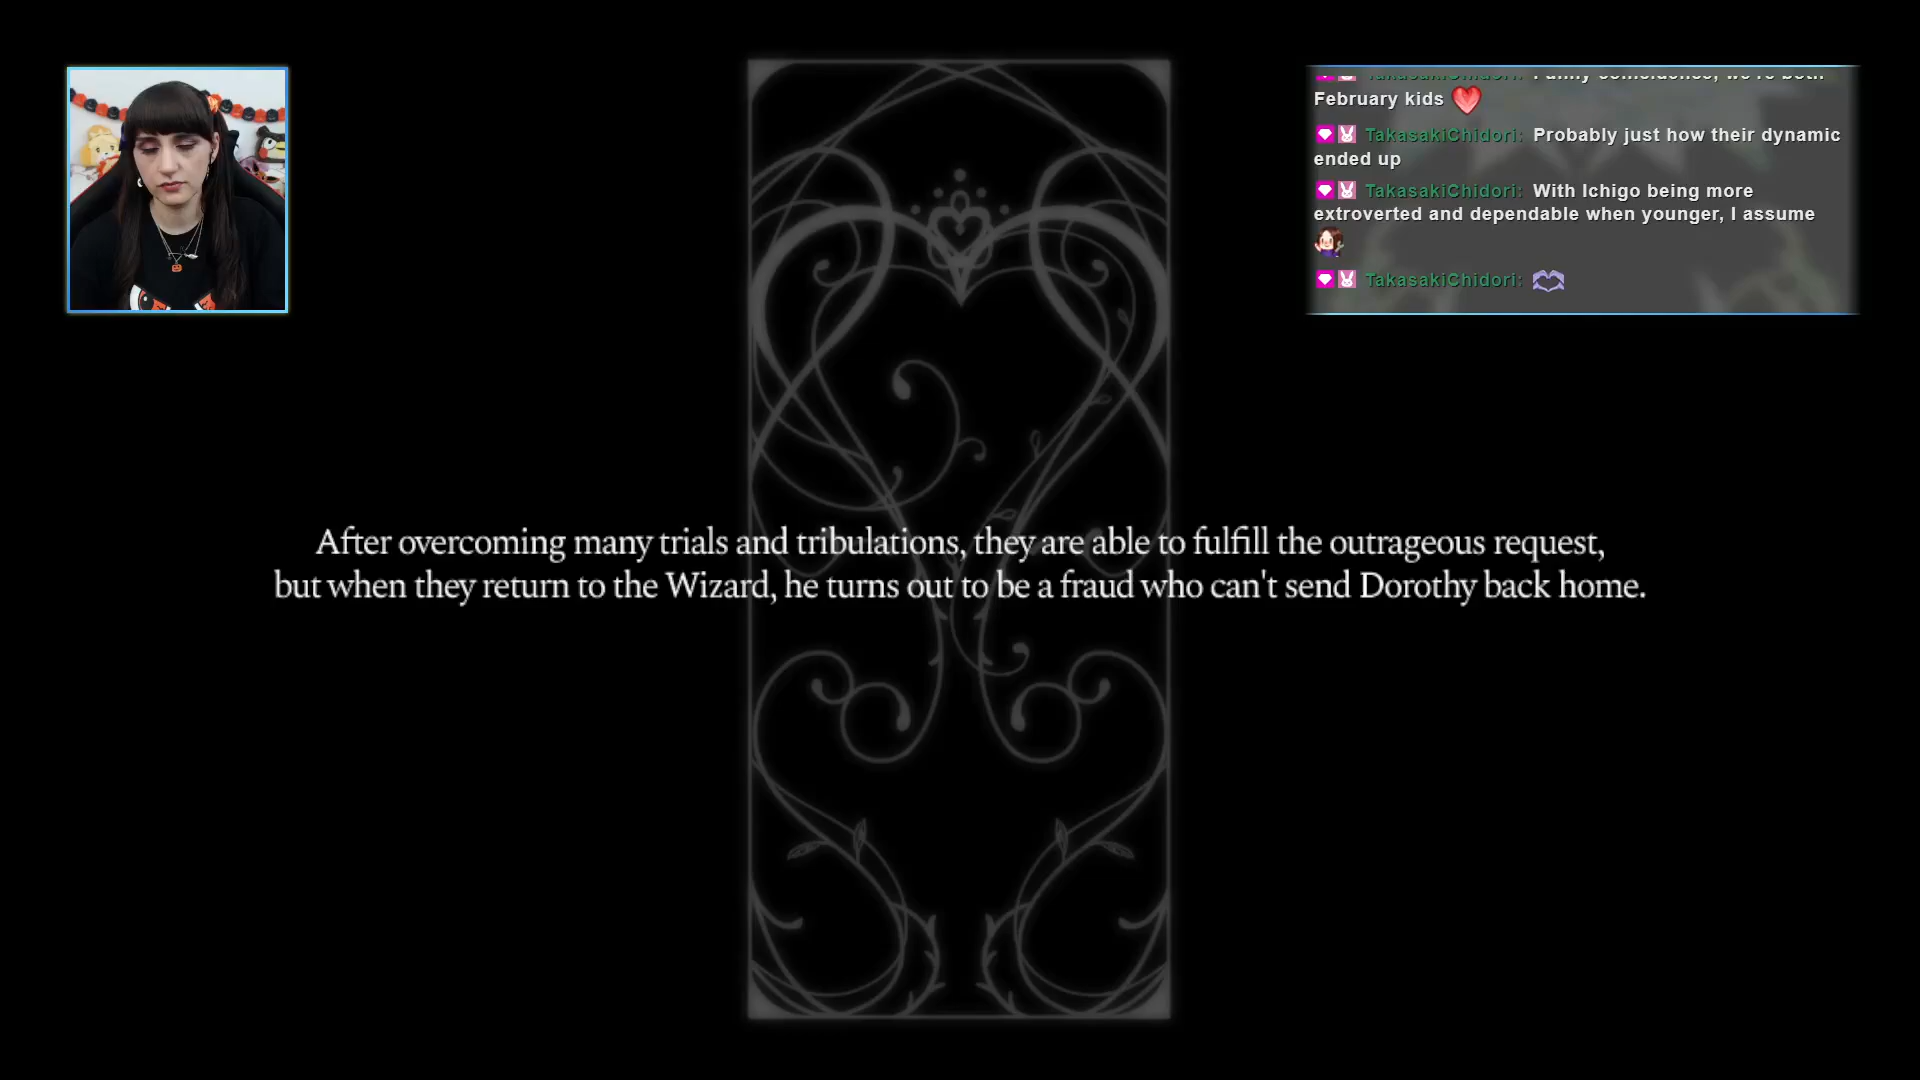 February kids
TakasakiChidori: Probably just how their dynamic
ended up
TakasakiChidori: With Ichigo being more
extroverted and dependable when younger, I assume
TakasakiChidori:
After overcoming many trials and tribulations, they are able to fulfill the outrageous request,
but when they return to the Wizard, he turns out to be a fraud who can't send Dorothy back home.